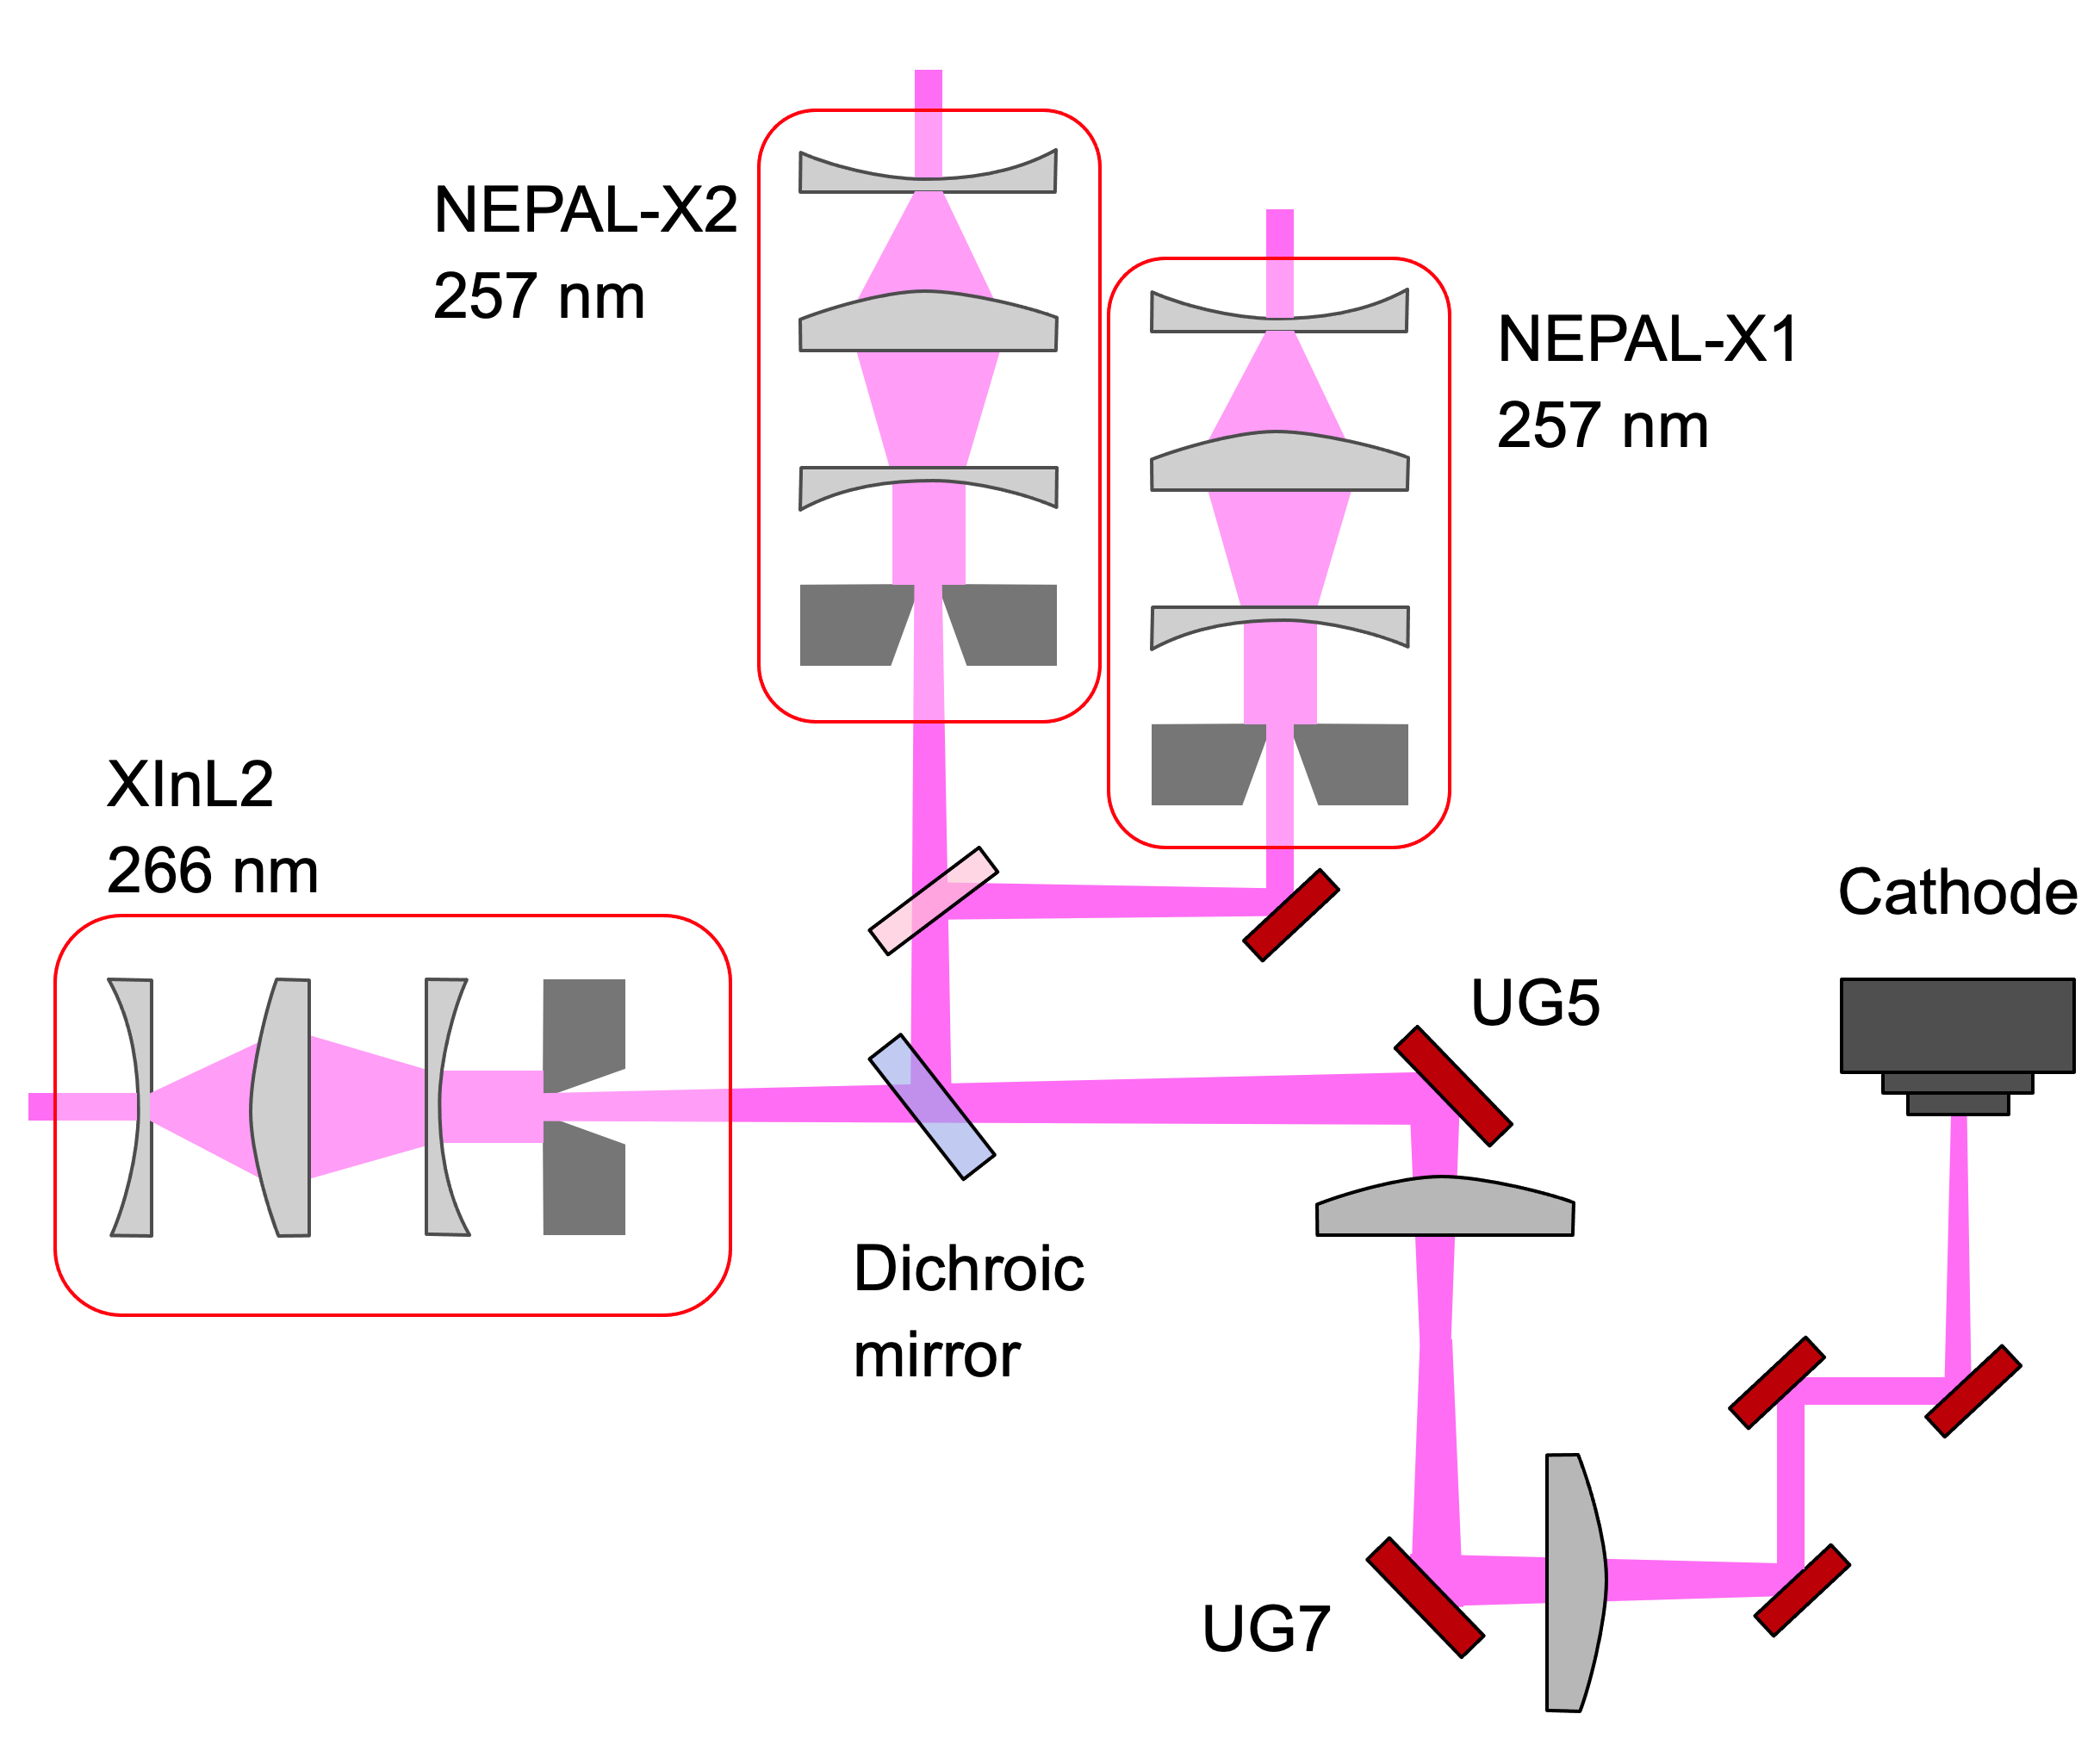 NEPAL-X2
257 nm
NEPAL-X1
257 nm
XInL2
266 nm
Cathode
UG5
Dichroic
mirror
UG7